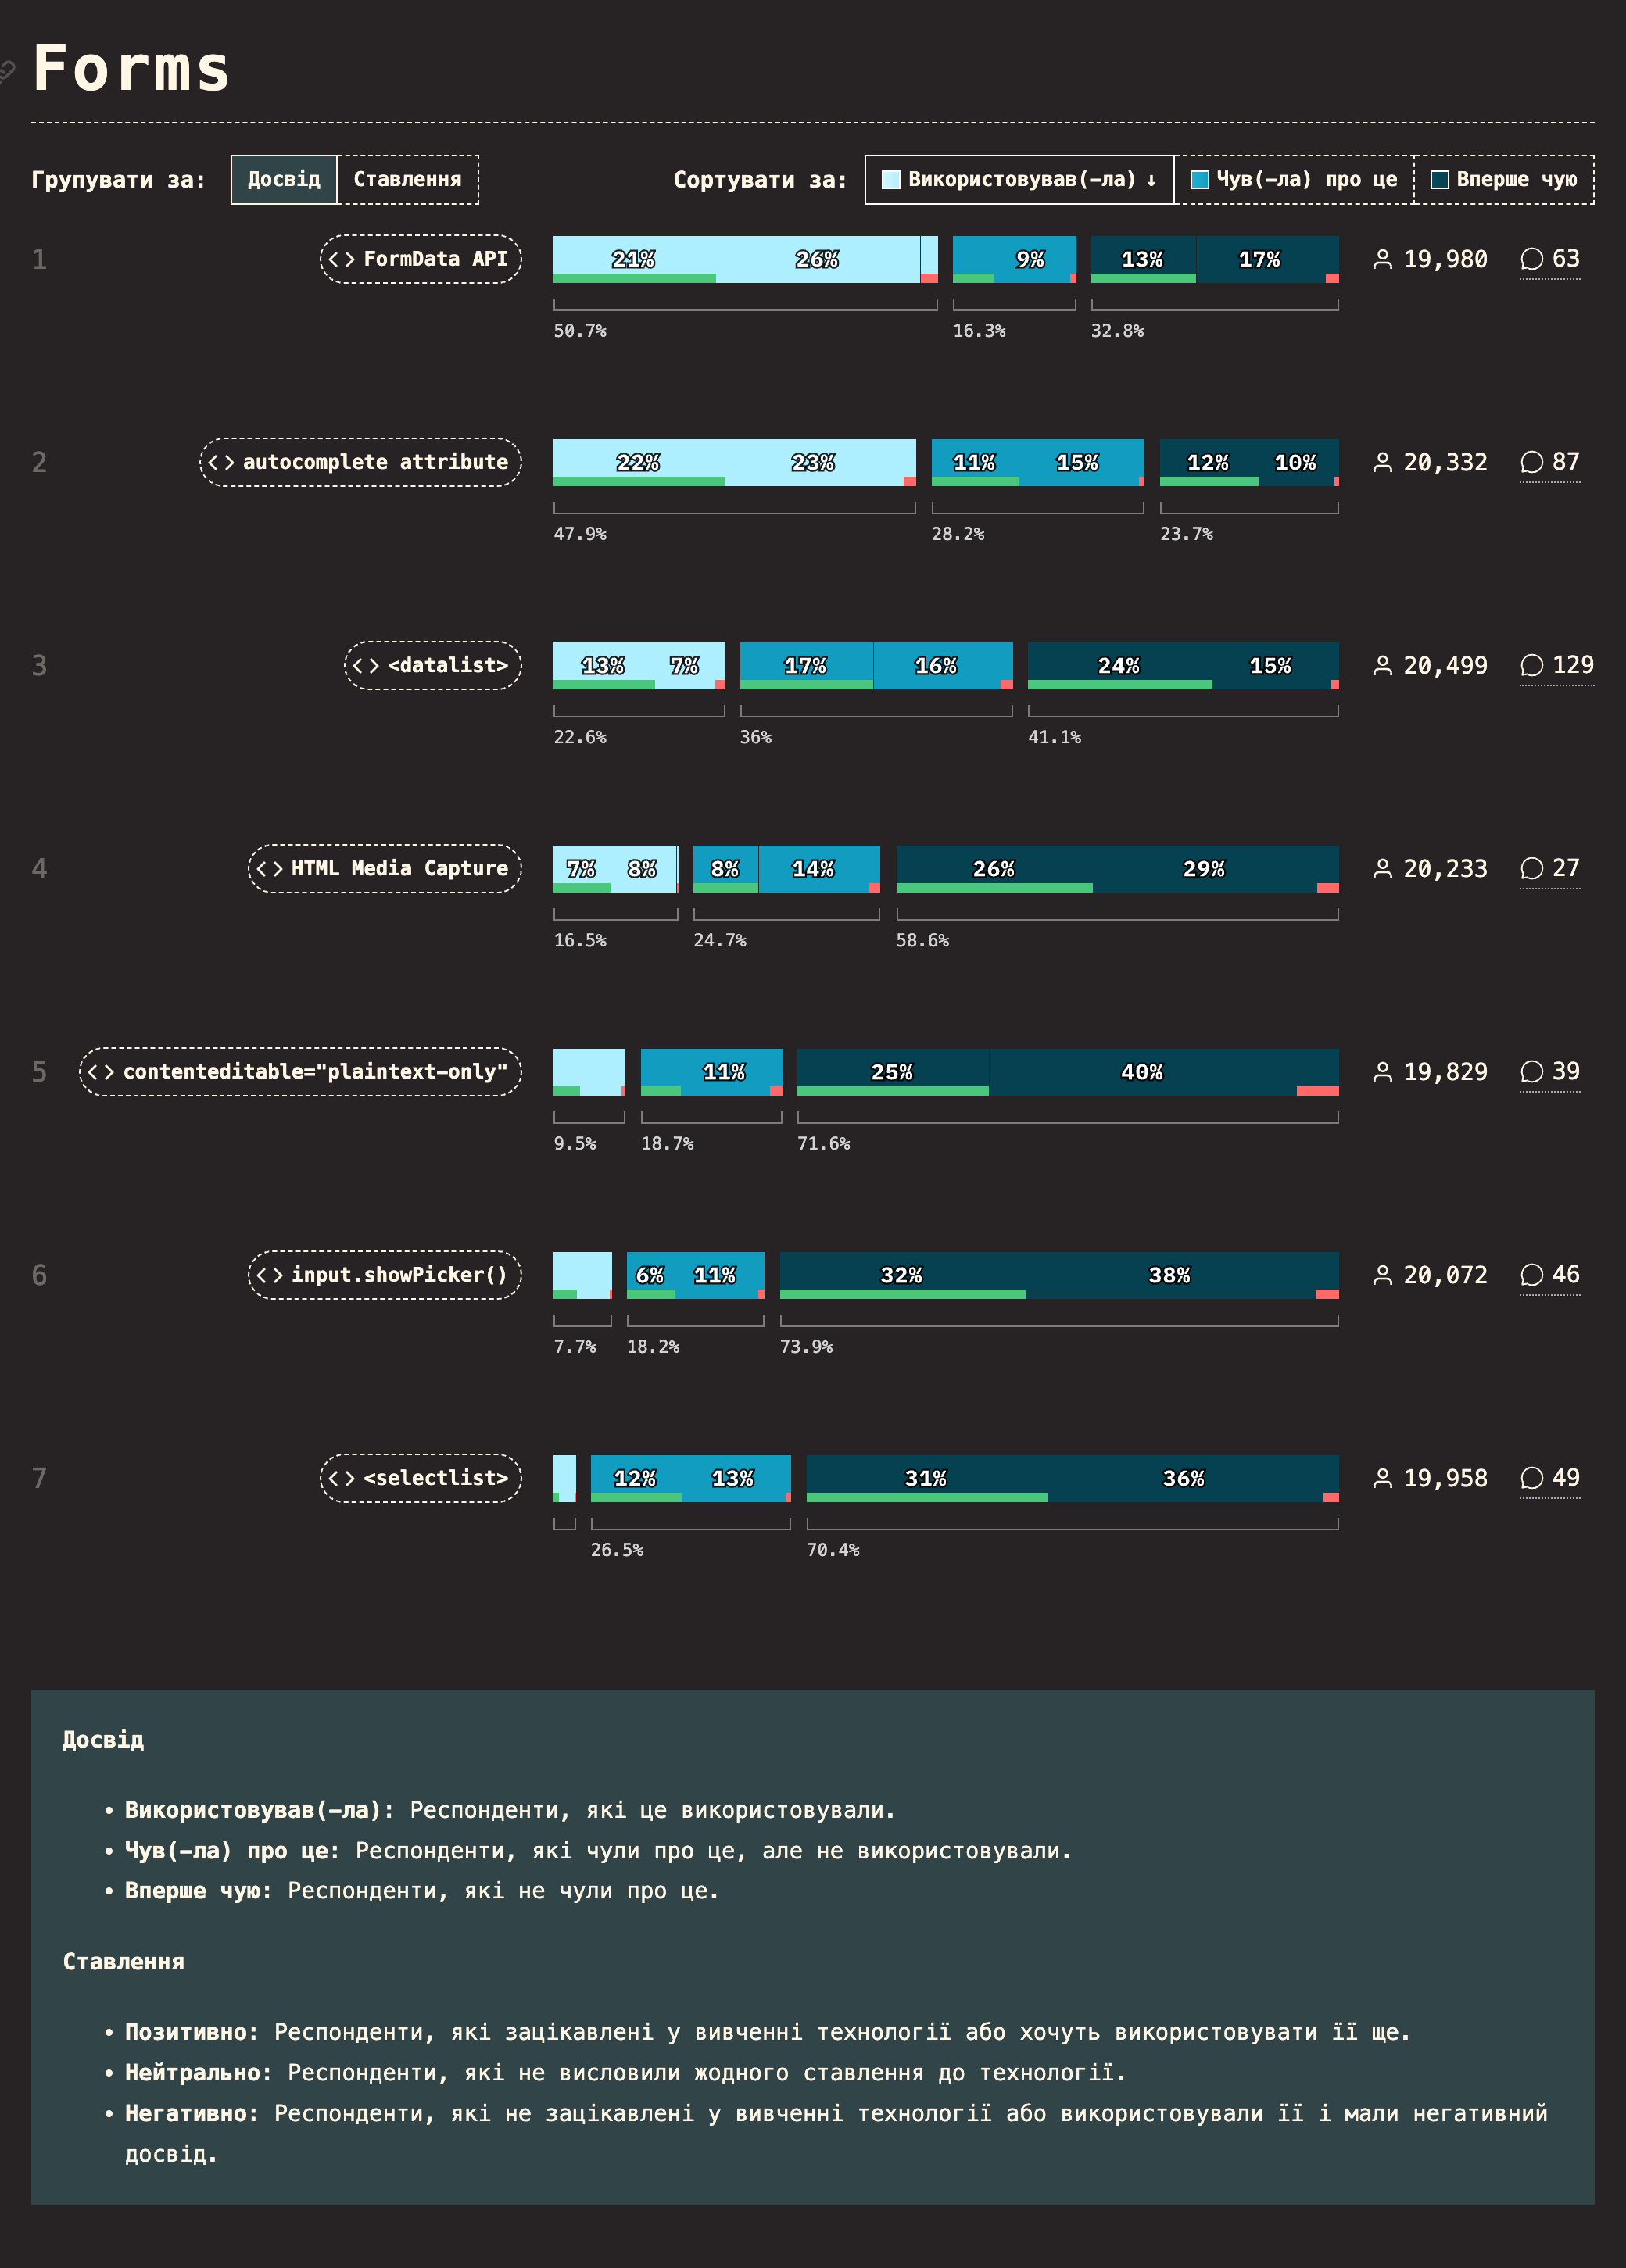 Forms
Групувати за: Досвід Ставлення Сортувати за: Використовував(-ла) ↓ Чув(-ла) про це Вперше чую
1 <> FormData API 21% 26% 9% 13% 17% 19,980 63
50.7% 16.3% 32.8%
2 <> autocomplete attribute 22% 23% 11% 15% 12% 10% 20,332 87
47.9% 28.2% 23.7%
3 <> <datalist> 13% 7% 17% 16% 24% 15% 20,499 129
22.6% 36% 41.1%
4 <> HTML Media Capture 7% 8% 8% 14% 26% 29% 20,233 27
16.5% 24.7% 58.6%
5 <> contenteditable="plaintext-only" 11% 25% 40% 19,829 39
9.5% 18.7% 71.6%
6 <> input.showPicker() 6% 11% 32% 38% 20,072 46
7.7% 18.2% 73.9%
7 <> <selectlist> 12% 13% 31% 36% 19,958 49
26.5% 70.4%
Досвід
• Використовував(-ла): Респонденти, які це використовували.
• Чув(-ла) про це: Респонденти, які чули про це, але не використовували.
• Вперше чую: Респонденти, які не чули про це.
Ставлення
• Позитивно: Респонденти, які зацікавлені у вивченні технології або хочуть використовувати її ще.
• Нейтрально: Респонденти, які не висловили жодного ставлення до технології.
• Негативно: Респонденти, які не зацікавлені у вивченні технології або використовували її і мали негативний
досвід.